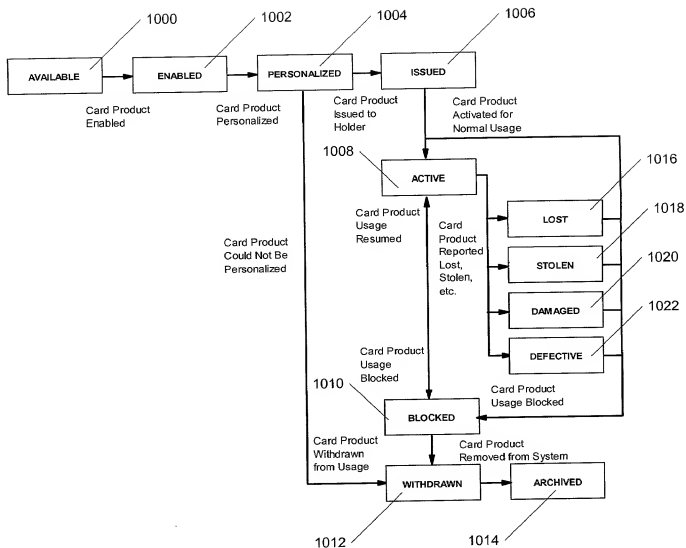 1000
1002
1004
1006
AVAILABLE
ENABLED
PERSONALIZED
ISSUED
Card Product
Enabled
Card Product
Personalized
Card Product
Issued to
Holder
Card Product
Activated for
Normal Usage
1008
ACTIVE
1016
LOST
1018
STOLEN
1020
DAMAGED
1022
DEFECTIVE
Card Product
Usage
Resumed
Card
Product
Reported
Lost,
Stolen,
etc.
Card Product
Could Not Be
Personalized
Card Product
Usage
Blocked
1010
BLOCKED
Card Product
Usage Blocked
Card Product
Withdrawn
from Usage
Card Product
Removed from System
WITHDRAWN
ARCHIVED
1012
1014